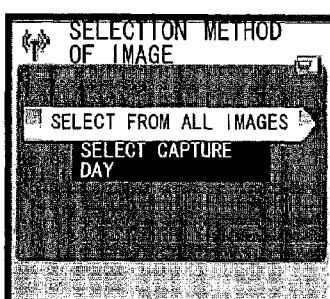 SELECTION METHOD
OF IMAGE
SELECT FROM ALL IMAGES
SELECT CAPTURE
DAY